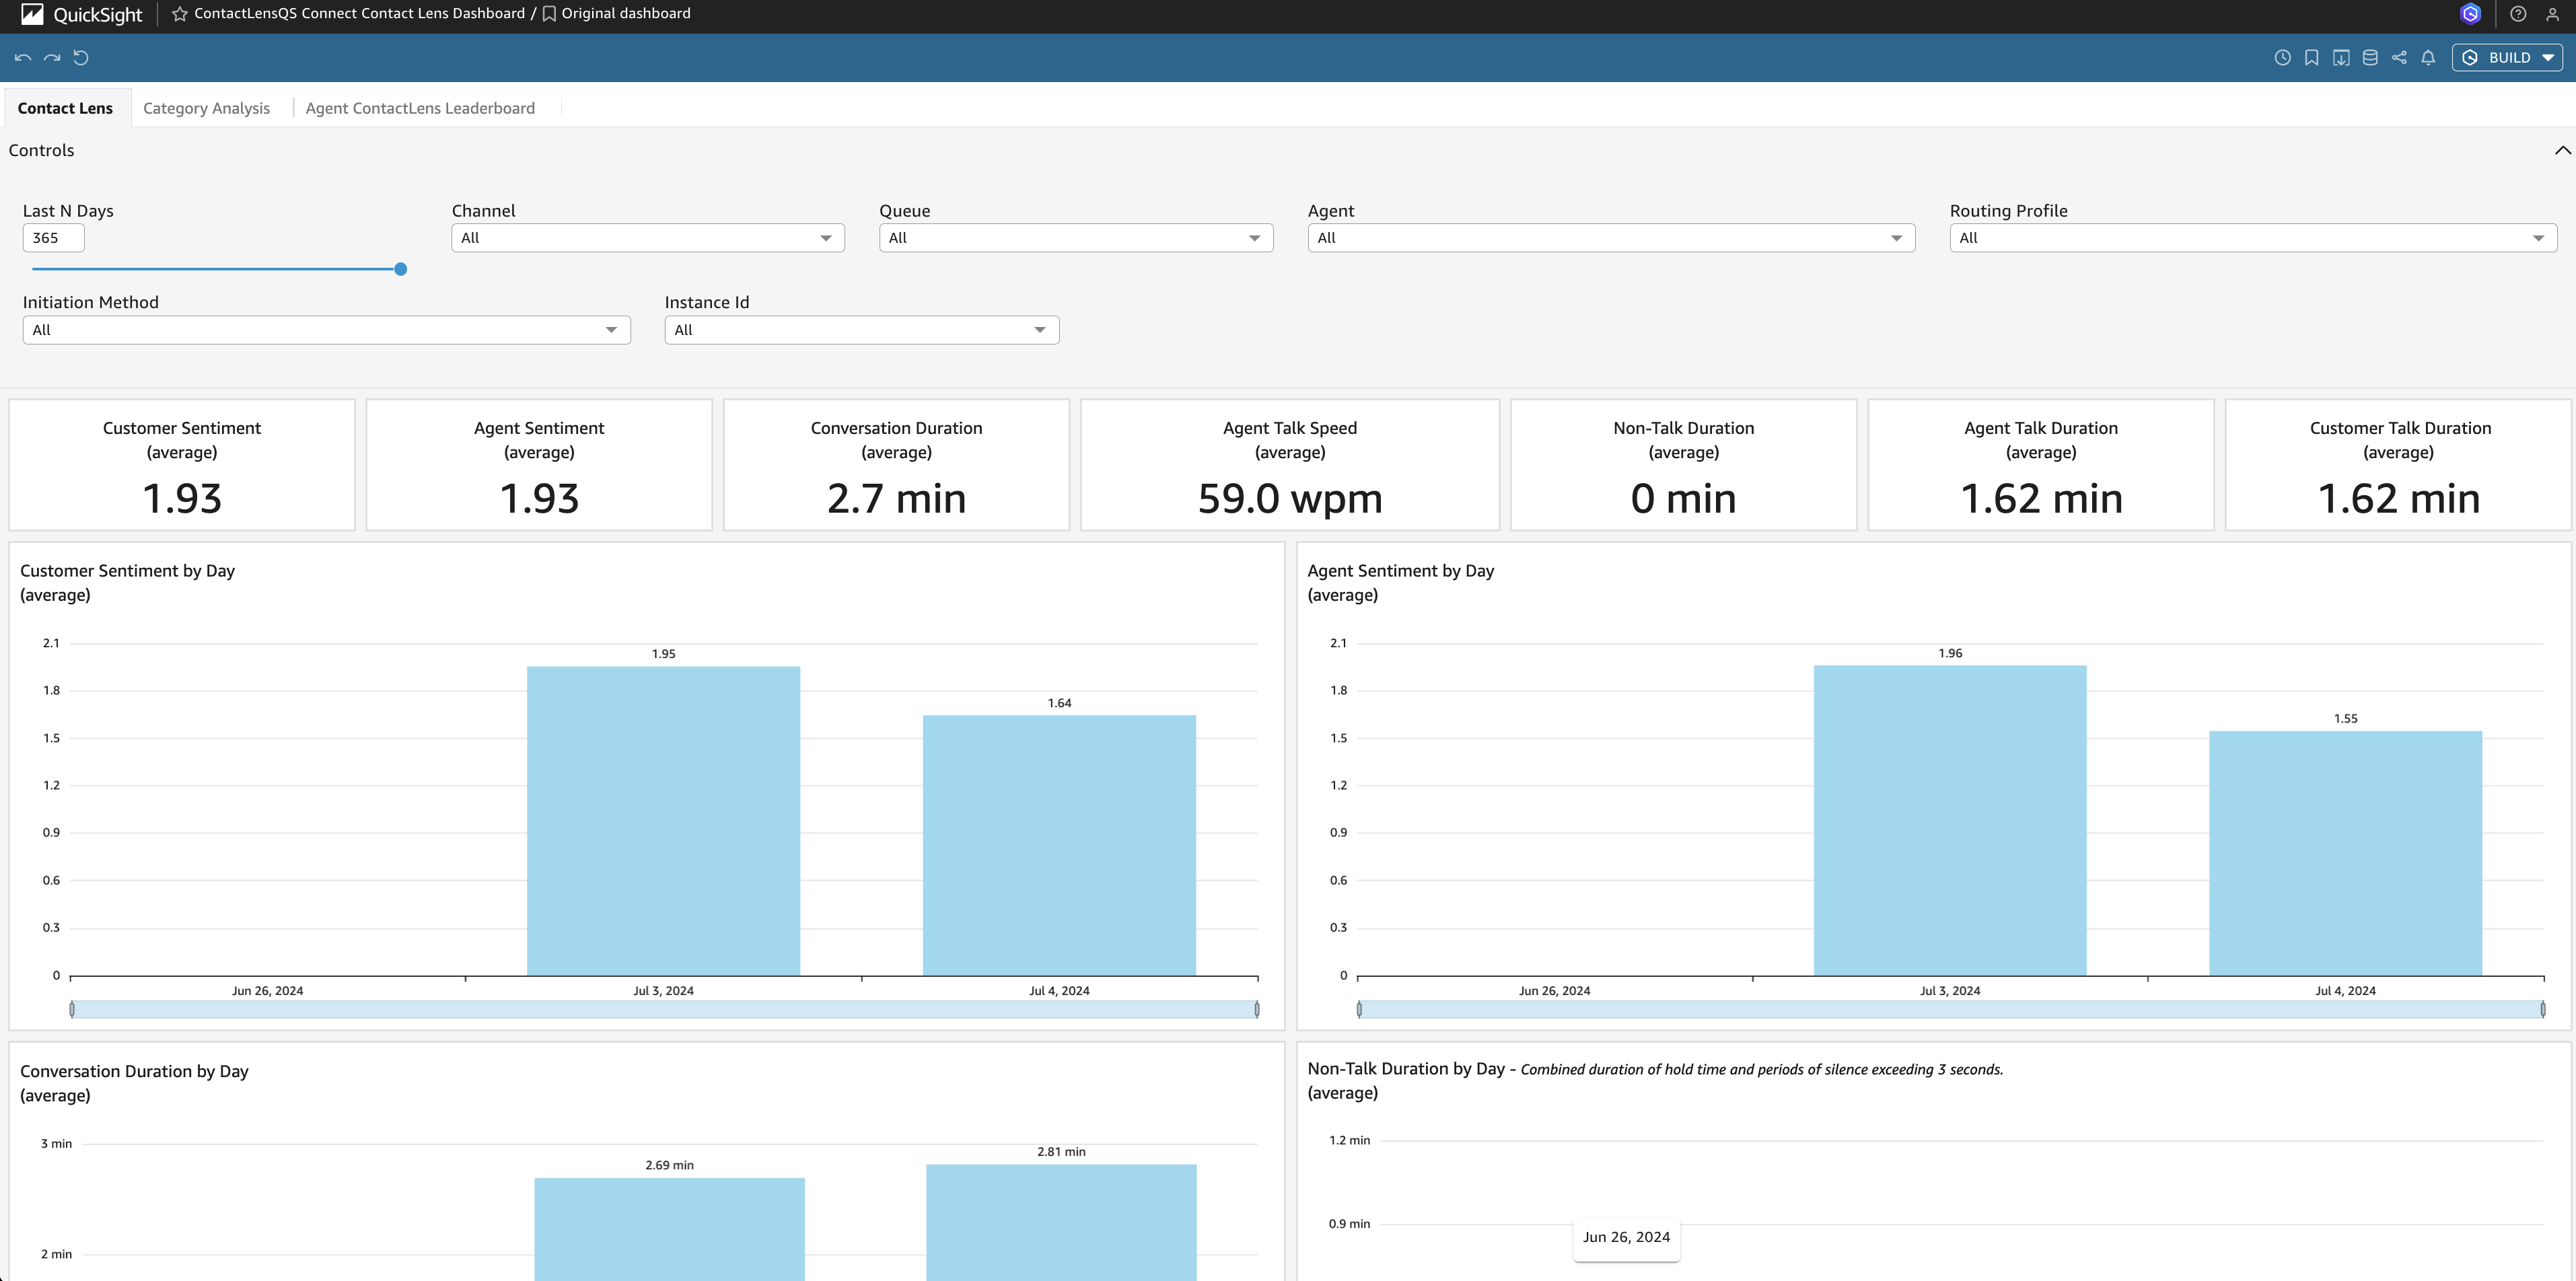 QuickSight
ContactLensQS Connect Contact Lens Dashboard / Original dashboard
BUILD
Contact Lens
Category Analysis
Agent ContactLens Leaderboard
Controls
Last N Days
365
Channel
All
Queue
All
Agent
All
Routing Profile
All
Initiation Method
All
Instance Id
All
Customer Sentiment
(average)
1.93
Agent Sentiment
(average)
1.93
Conversation Duration
(average)
2.7 min
Agent Talk Speed
(average)
59.0 wpm
Non-Talk Duration
(average)
0 min
Agent Talk Duration
(average)
1.62 min
Customer Talk Duration
(average)
1.62 min
Customer Sentiment by Day
(average)
2.1
1.8
1.5
1.2
0.9
0.6
0.3
0
1.95
1.64
Jun 26, 2024
Jul 3, 2024
Jul 4, 2024
Agent Sentiment by Day
(average)
2.1
1.8
1.5
1.2
0.9
0.6
0.3
0
1.96
1.55
Jun 26, 2024
Jul 3, 2024
Jul 4, 2024
Conversation Duration by Day
(average)
3 min
2 min
2.69 min
2.81 min
Non-Talk Duration by Day - Combined duration of hold time and periods of silence exceeding 3 seconds.
(average)
1.2 min
0.9 min
Jun 26, 2024